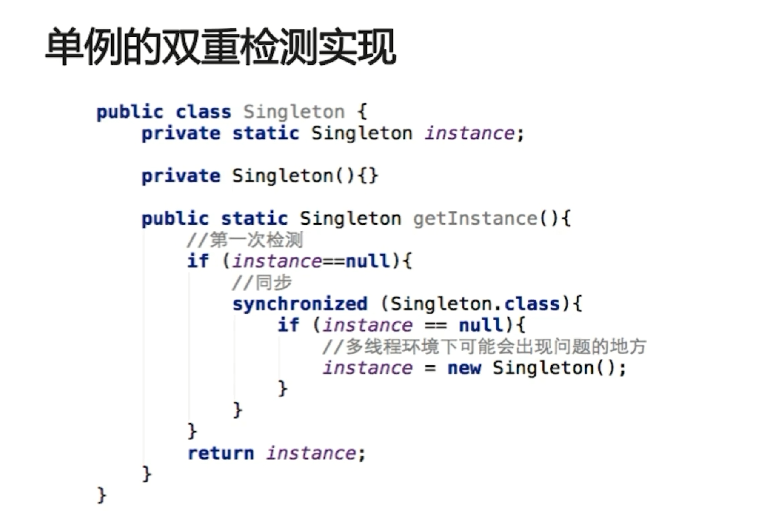 单例的双重检测实现
public class Singleton {
private static Singleton instance;
private Singleton(){}
public static Singleton getInstance(){
//第一次检测
if (instance==null){
//同步
synchronized (Singleton.class){
if (instance == null){
//多线程环境下可能会出现问题的地方
instance = new Singleton();
}
}
}
return instance;
}
}